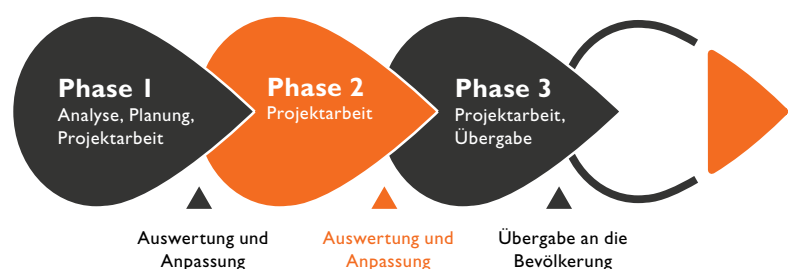 Phase 1
Analyse, Planung,
Projektarbeit
Phase 2
Projektarbeit
Phase 3
Projektarbeit,
Übergabe
Auswertung und
Anpassung
Auswertung und
Anpassung
Übergabe an die
Bevölkerung